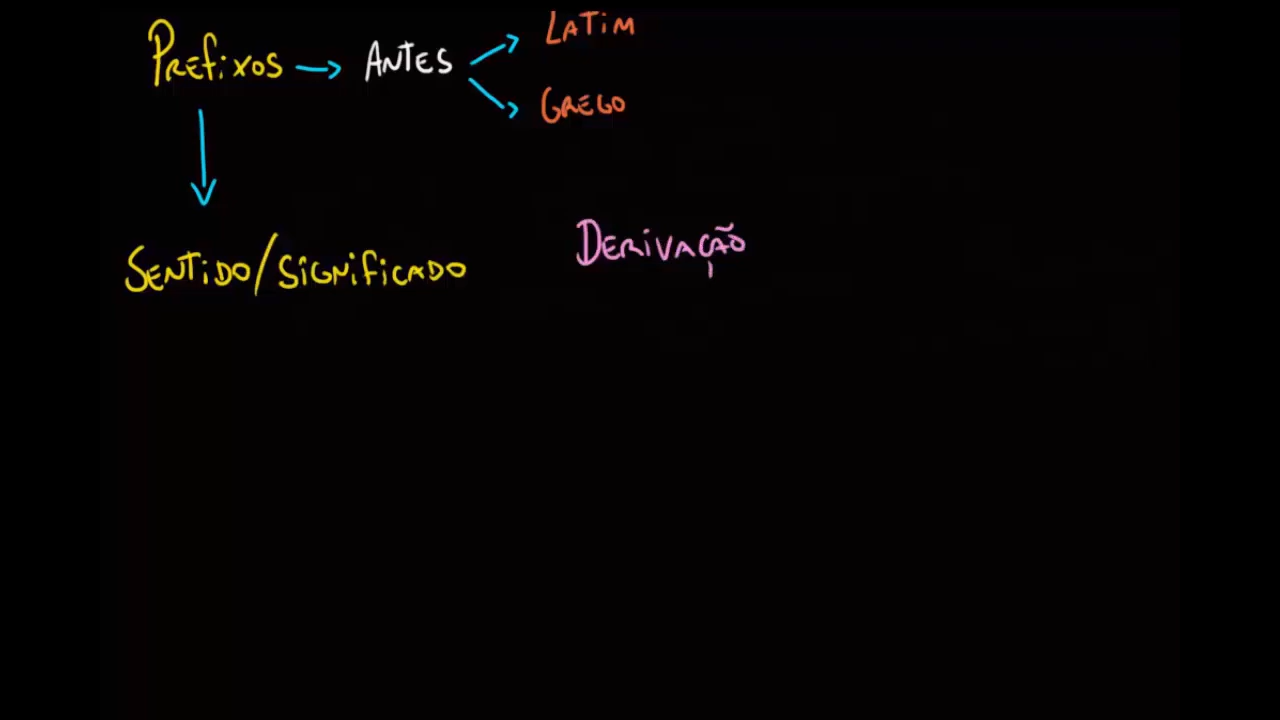 Latim
Prefixos → Antes
Grego
Derivação
Sentido/Significado